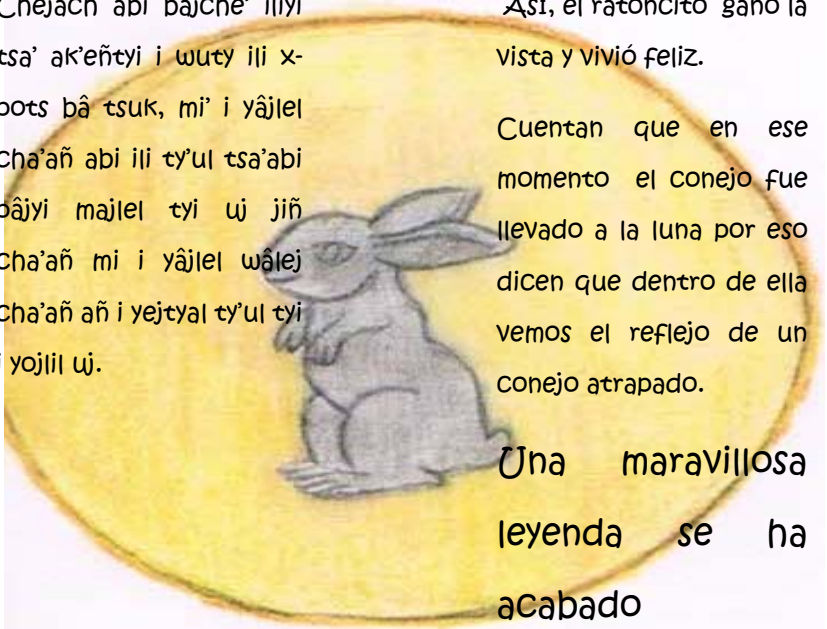 Chejach abi bajche' iliyi
tsa' ak'eñtyi i wuty ili x-
pots bâ tsuk, mi' i yâjlel
cha'añ abi ili ty'ul tsa'abi
pâjyi majlel tyi uj jiñ
cha'añ mi i yâjlel wâlej
cha'añ añ i yejtyal ty'ul tyi
i yojlil uj.
Así, el ratoncito ganó la
vista y vivió feliz.
Cuentan que en ese
momento el conejo fue
llevado a la luna por eso
dicen que dentro de ella
vemos el reflejo de un
conejo atrapado.
Una maravillosa
leyenda se ha
acabado